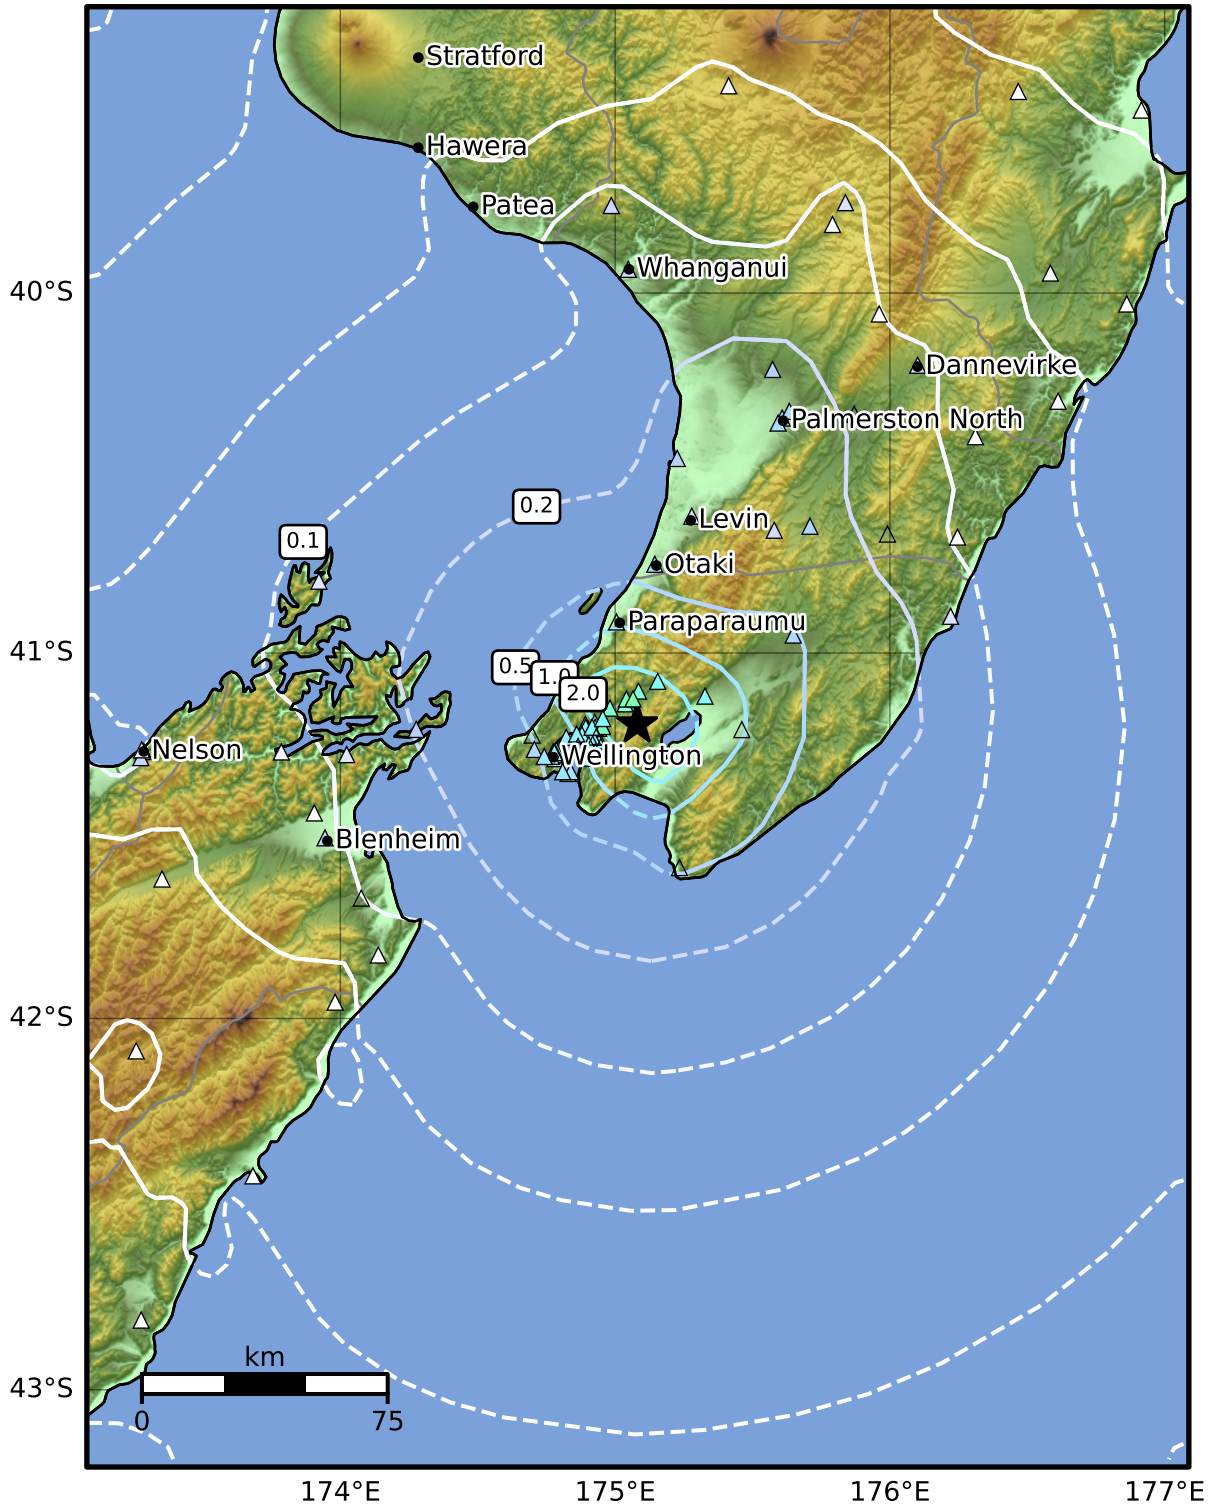 Stratford
Hawera
Patea
Whanganui
40°S
Dannevirke
Palmerston North
0.2
Levin
0.1
Otaki
Paraparaumu
41°S
0.5
1.0
2.0
Nelson
Wellington
Blenheim
42°S
km
43°S
0
75
174°E
175°E
176°E
177°E